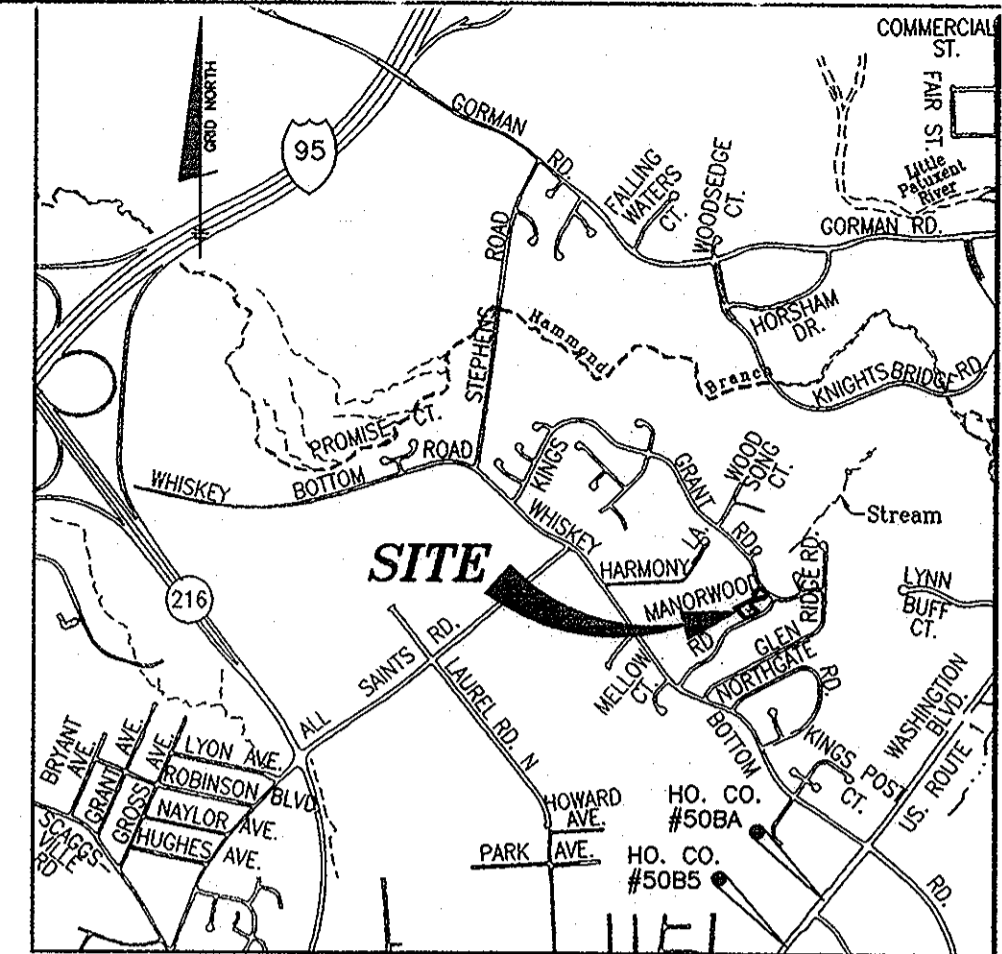 COMMERCIAL
ST.
FAIR ST.
GRID NORTH
95
GORMAN
RD.
FALLING
WATERS
CT.
WOODSEDGE
CT.
Little
Patuxent
River
GORMAN RD.
STEPHENS
ROAD
HORSHAM
DR.
Hammond
Branch
KNIGHTSBRIDGE RD
PROMISE
CT.
WHISKEY
BOTTOM
ROAD
KINGS
GRANT
RD.
WOOD
SONG
CT.
WHISKEY
Stream
SITE
HARMONY
LA.
MANORWOOD
RD
RIDGE RD.
GLEN
LYNN
BUFF
CT.
216
ALL
SAINTS
RD.
MELLOW
CT.
NORTHGATE
RD.
LAUREL RD. N
BOTTOM
RD.
WASHINGTON
BLVD.
US. ROUTE 1
KINGS POST
CT.
BRYANT
AVE.
GRANT
AVE.
GROSS
AVE.
LYON AVE.
ROBINSON
BLVD
NAYLOR AVE.
HUGHES AVE.
SCAGGS-
VILLE
RD
HOWARD
AVE.
PARK AVE.
HO. CO.
#50BA
HO. CO.
#50B5